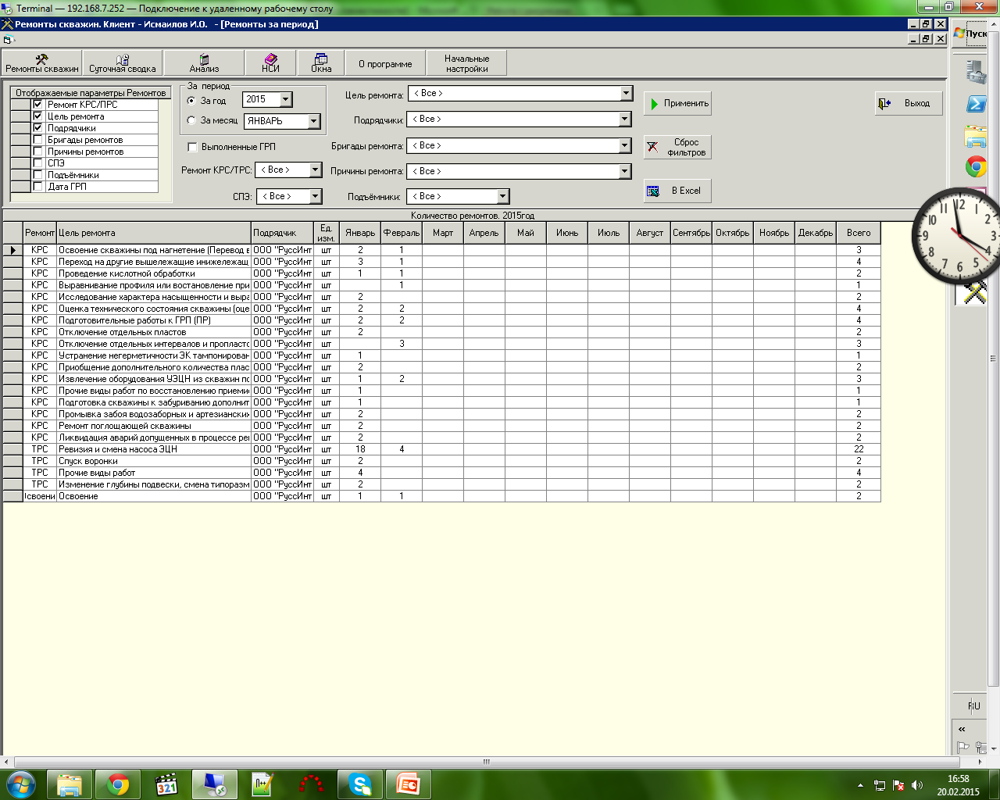 Terminal — 192.168.7.252 — Подключение к удаленному рабочему столу
Ремонты скважин. Клиент - Исмаилов И.О. - [Ремонты за период]
Пуск
Ремонты скважин Суточная сводка Анализ НСИ Окна О программе Начальные настройки
Отображаемые параметры Ремонтов
Ремонт КРС/ПРС
Цель ремонта
Подрядчики
Бригады ремонтов
Причины ремонтов
СПЭ
Подъёмники
Дата ГРП
За период
За год 2015
За месяц ЯНВАРЬ
Выполненные ГРП
Ремонт КРС/ТРС: < Все >
СПЭ: < Все >
Цель ремонта: < Все >
Подрядчики: < Все >
Бригады ремонта: < Все >
Причины ремонта: < Все >
Подъёмники: < Все >
Применить
Сброс фильтров
В Excel
Выход
Количество ремонтов. 2015год
Ремонт Цель ремонта Подрядчик Ед. изм. Январь Февраль Март Апрель Май Июнь Июль Август Сентябрь Октябрь Ноябрь Декабрь Всего
КРС Освоение скважины под нагнетение (Перевод в ООО "РуссИнт шт 2 1 3
КРС Переход на другие вышележащие инижележащ ООО "РуссИнт шт 3 1 4
КРС Проведение кислотной обработки ООО "РуссИнт шт 1 1 2
КРС Выравнивание профиля или востановление при ООО "РуссИнт шт 1 1
КРС Исследование характера насыщенности и выра ООО "РуссИнт шт 2 2
КРС Оценка технического состояния скважины (оце ООО "РуссИнт шт 2 2 4
КРС Подготовительные работы к ГРП (ПР) ООО "РуссИнт шт 2 2 4
КРС Отключение отдельных пластов ООО "РуссИнт шт 2 2
КРС Отключение отдельных интервалов и пропласто ООО "РуссИнт шт 3 3
КРС Устранение негерметичности ЭК тампонирован ООО "РуссИнт шт 1 1
КРС Приобщение дополнительного количества плас ООО "РуссИнт шт 2 2
КРС Извлечение оборудования УЭЦН из скважин по ООО "РуссИнт шт 1 2 3
КРС Прочие виды работ по восстановлению приеми ООО "РуссИнт шт 1 1
КРС Подготовка скважины к забуриванию дополнит ООО "РуссИнт шт 1 1
КРС Промывка забоя водозаборных и артезианских ООО "РуссИнт шт 2 2
КРС Ремонт поглощающей скважины ООО "РуссИнт шт 2 2
КРС Ликвидация аварий допущенных в процессе ре ООО "РуссИнт шт 2 2
ТРС Ревизия и смена насоса ЭЦН ООО "РуссИнт шт 18 4 22
ТРС Спуск воронки ООО "РуссИнт шт 2 2
ТРС Прочие виды работ ООО "РуссИнт шт 4 4
ТРС Изменение глубины подвески, смена типоразм ООО "РуссИнт шт 2 2
своени Освоение ООО "РуссИнт шт 1 1 2
12 1 2 3 4 5 6 7 8 9 10 11
RU
«
321
16:58
20.02.2015